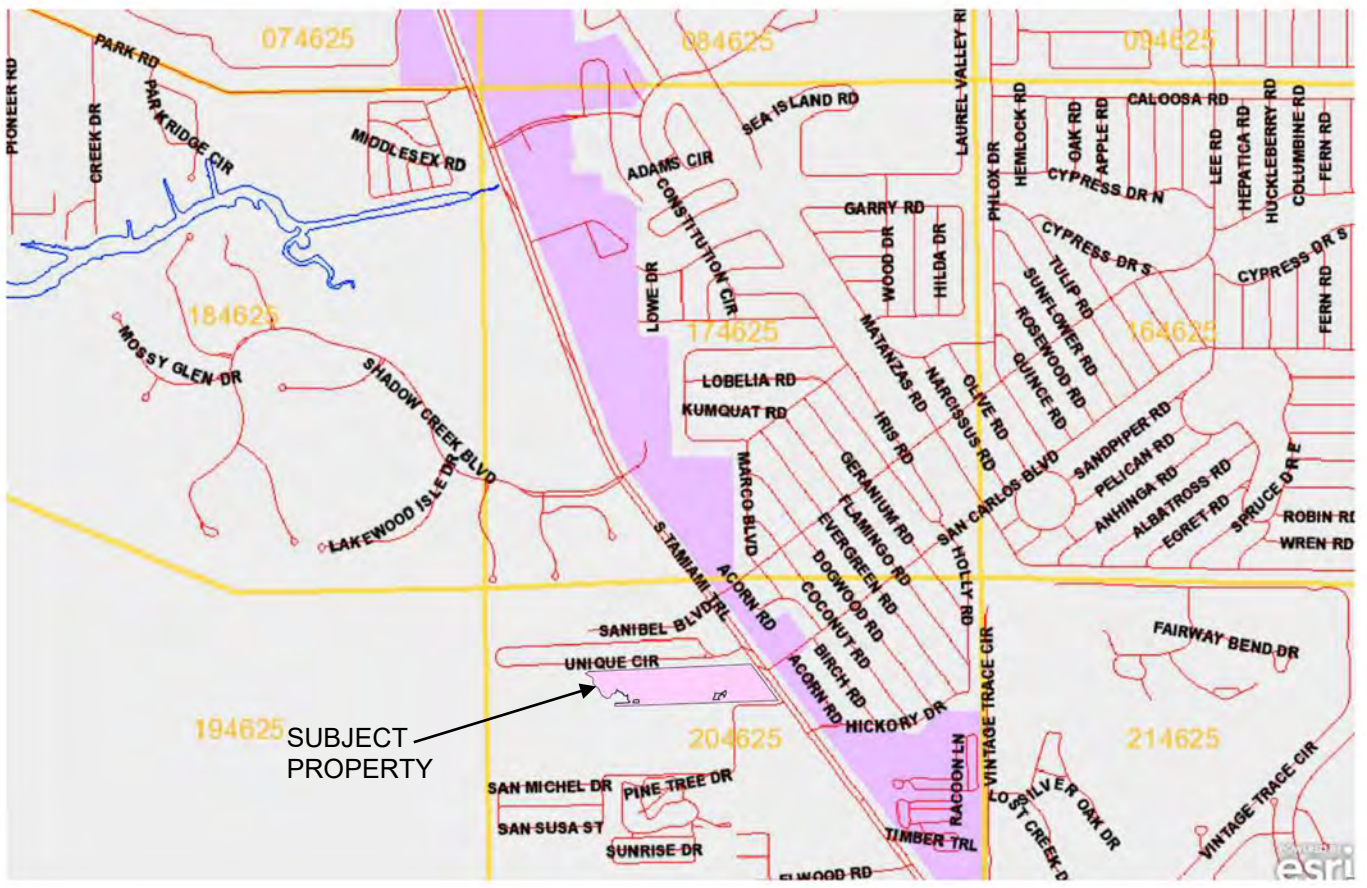 074625
084625
094625
PARK RD
PIONEER RD
CREEK DR
PARKRIDGE CIR
MIDDLESEX RD
SEA ISLAND RD
ADAMS CIR
CONSTITUTION CIR
LOWE DR
GARRY RD
WOOD DR
HILDA DR
LAUREL VALLEY
PHLOX DR
HEMLOCK RD
OAK RD
APPLE RD
CALOOSA RD
LEE RD
HEPATICA RD
HUCKLEBERRY RD
COLUMBINE RD
FERN RD
CYPRESS DR N
CYPRESS DR S
CYPRESS DR S
FERN RD
184625
174625
164625
TULIP RD
SUNFLOWER RD
ROSEWOOD RD
QUINCE RD
OLIVE RD
NARCISSUS RD
MATANZAS RD
IRIS RD
MOSSY GLEN DR
SHADOW CREEK BLVD
LAKEWOOD ISLE DR
LOBELIA RD
KUMQUAT RD
MARCO BLVD
GERANIUM RD
FLAMINGO RD
EVERGREEN RD
DOGWOOD RD
COCONUT RD
BIRCH RD
ACORN RD
ACORN RD
S TAMIAMI TRL
SAN CARLOS BLVD
HOLLY RD
SANDPIPER RD
PELICAN RD
ANHINGA RD
ALBATROSS RD
EGRET RD
SPRUCE DR E
ROBIN RD
WREN RD
SANIBEL BLVD
UNIQUE CIR
HICKORY DR
VINTAGE TRACE CIR
FAIRWAY BEND DR
194625
SUBJECT
PROPERTY
204625
214625
SAN MICHEL DR
PINE TREE DR
SAN SUSA ST
SUNRISE DR
RACOON LN
TIMBER TRL
ELWOOD RD
LOST CREEK D
SILVER OAK DR
VINTAGE TRACE CIR
POWERED BY
esri